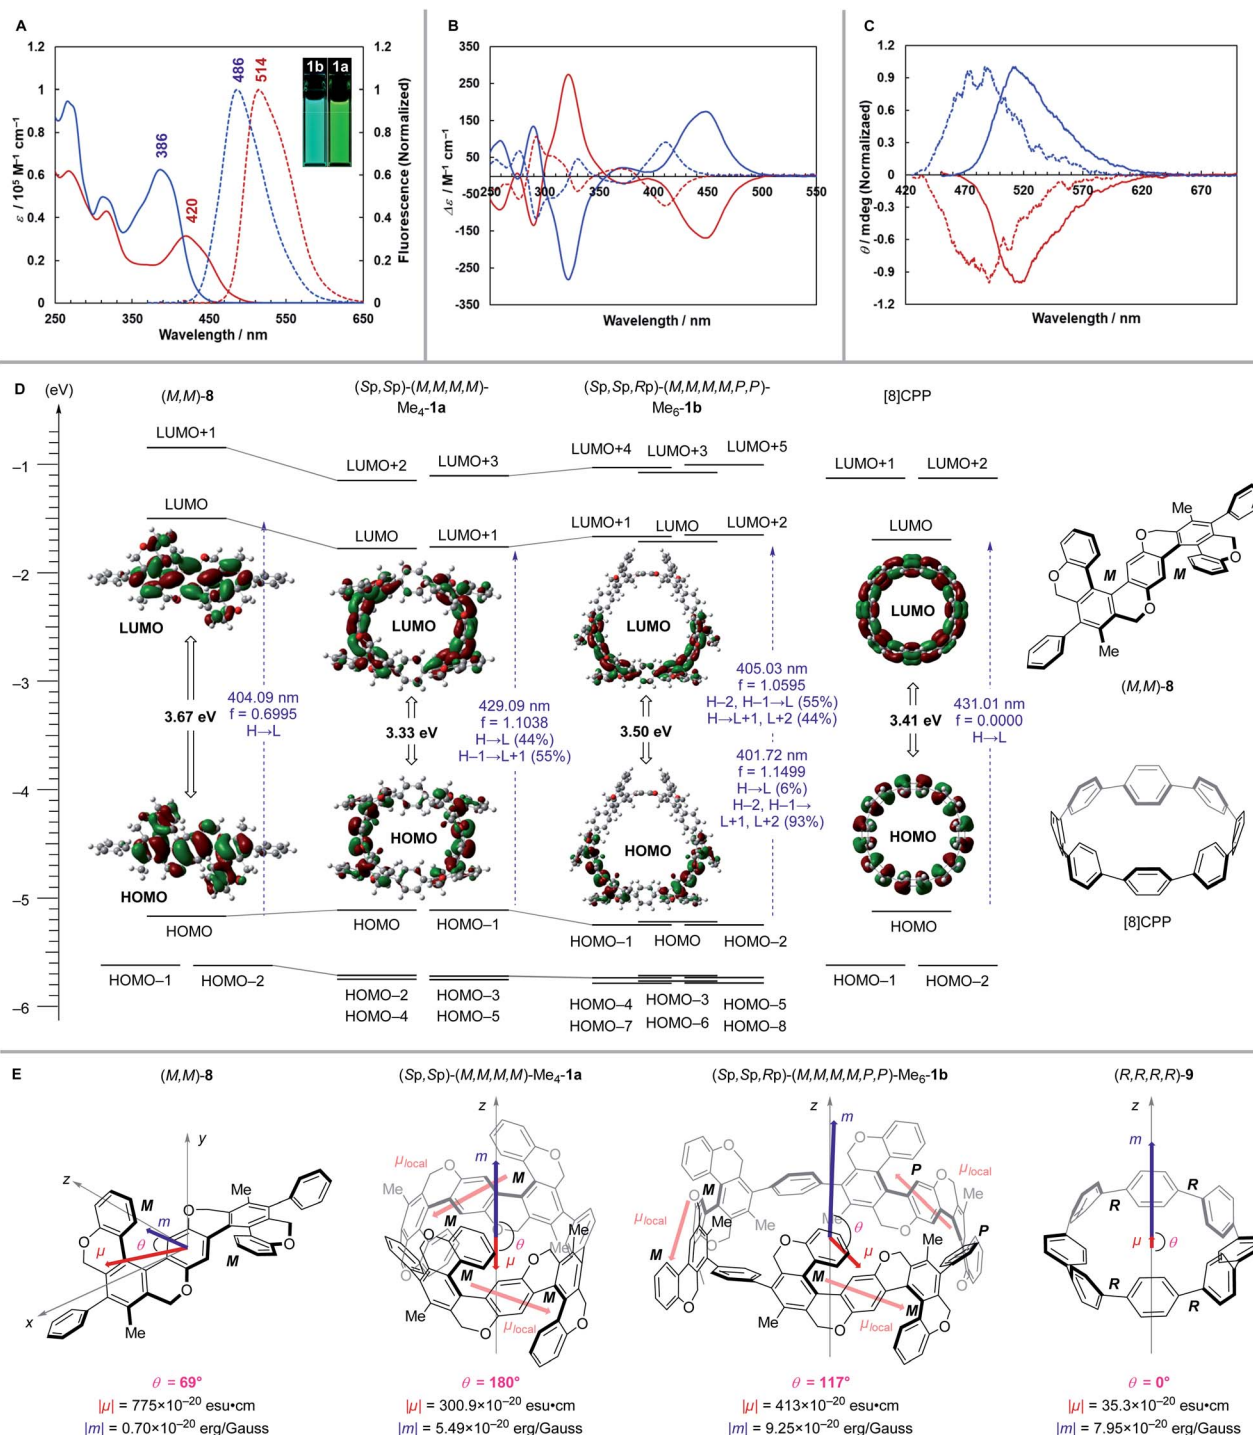 A
1.2
1
0.8
0.6
0.4
0.2
0
ε / 10⁵ M⁻¹ cm⁻¹
386
420
486
514
1b 1a
1.2
1
0.8
0.6
0.4
0.2
0
Fluorescence (Normalized)
250 350 450 550 650
Wavelength / nm
B
350
250
150
50
-50
-150
-250
-350
Δε / M⁻¹ cm⁻¹
250 300 350 400 450 500 550
Wavelength / nm
C
1.2
0.9
0.6
0.3
0
-0.3
-0.6
-0.9
-1.2
θ / mdeg (Normalizaed)
420 470 520 570 620 670
Wavelength / nm
D (eV)
–1
–2
–3
–4
–5
–6
(M,M)-8
LUMO+1
LUMO
LUMO
3.67 eV
404.09 nm
f = 0.6995
H→L
HOMO
HOMO
HOMO–1 HOMO–2
(Sp,Sp)-(M,M,M,M)-
Me₄-1a
LUMO+2 LUMO+3
LUMO LUMO+1
LUMO
3.33 eV
429.09 nm
f = 1.1038
H→L (44%)
H–1→L+1 (55%)
HOMO
HOMO HOMO–1
HOMO–2 HOMO–3
HOMO–4 HOMO–5
(Sp,Sp,Rp)-(M,M,M,M,P,P)-
Me₆-1b
LUMO+4 LUMO+3 LUMO+5
LUMO+1 LUMO LUMO+2
LUMO
3.50 eV
405.03 nm
f = 1.0595
H–2, H–1→L (55%)
H→L+1, L+2 (44%)
401.72 nm
f = 1.1499
H→L (6%)
H–2, H–1→
L+1, L+2 (93%)
HOMO
HOMO–1 HOMO HOMO–2
HOMO–4 HOMO–3 HOMO–5
HOMO–7 HOMO–6 HOMO–8
[8]CPP
LUMO+1 LUMO+2
LUMO
LUMO
3.41 eV
431.01 nm
f = 0.0000
H→L
HOMO
HOMO
HOMO–1 HOMO–2
Me
O
O
M
M
O
O
Me
(M,M)-8
[8]CPP
E
(M,M)-8
y
z
M
m
O
Me
θ
μ
M
O
O
O
x
Me
θ = 69°
|μ| = 775×10⁻²⁰ esu•cm
|m| = 0.70×10⁻²⁰ erg/Gauss
(Sp,Sp)-(M,M,M,M)-Me₄-1a
z
m
O
μlocal
O
M
Me
O
M
θ
Me
Me
μ
O
M
M
Me
O
μlocal
O
θ = 180°
|μ| = 300.9×10⁻²⁰ esu•cm
|m| = 5.49×10⁻²⁰ erg/Gauss
(Sp,Sp,Rp)-(M,M,M,M,P,P)-Me₆-1b
z
m
O
O
P
μlocal
O
M
O
Me
μlocal
Me
Me
Me
O
θ
P
O
M
μ
O
Me
M
O
M
Me
O
μlocal
O
θ = 117°
|μ| = 413×10⁻²⁰ esu•cm
|m| = 9.25×10⁻²⁰ erg/Gauss
(R,R,R,R)-9
z
m
R
R
μ
θ
R
R
θ = 0°
|μ| = 35.3×10⁻²⁰ esu•cm
|m| = 7.95×10⁻²⁰ erg/Gauss